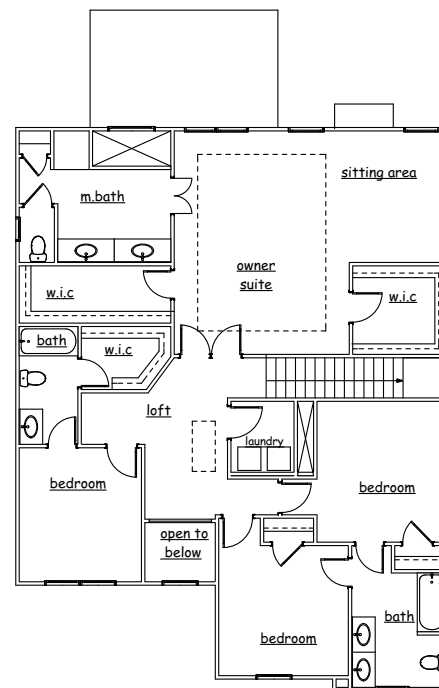 sitting area
m.bath
owner
suite
w.i.c
w.i.c
bath
w.i.c
loft
laundry
bedroom
bedroom
open to
below
bath
bedroom